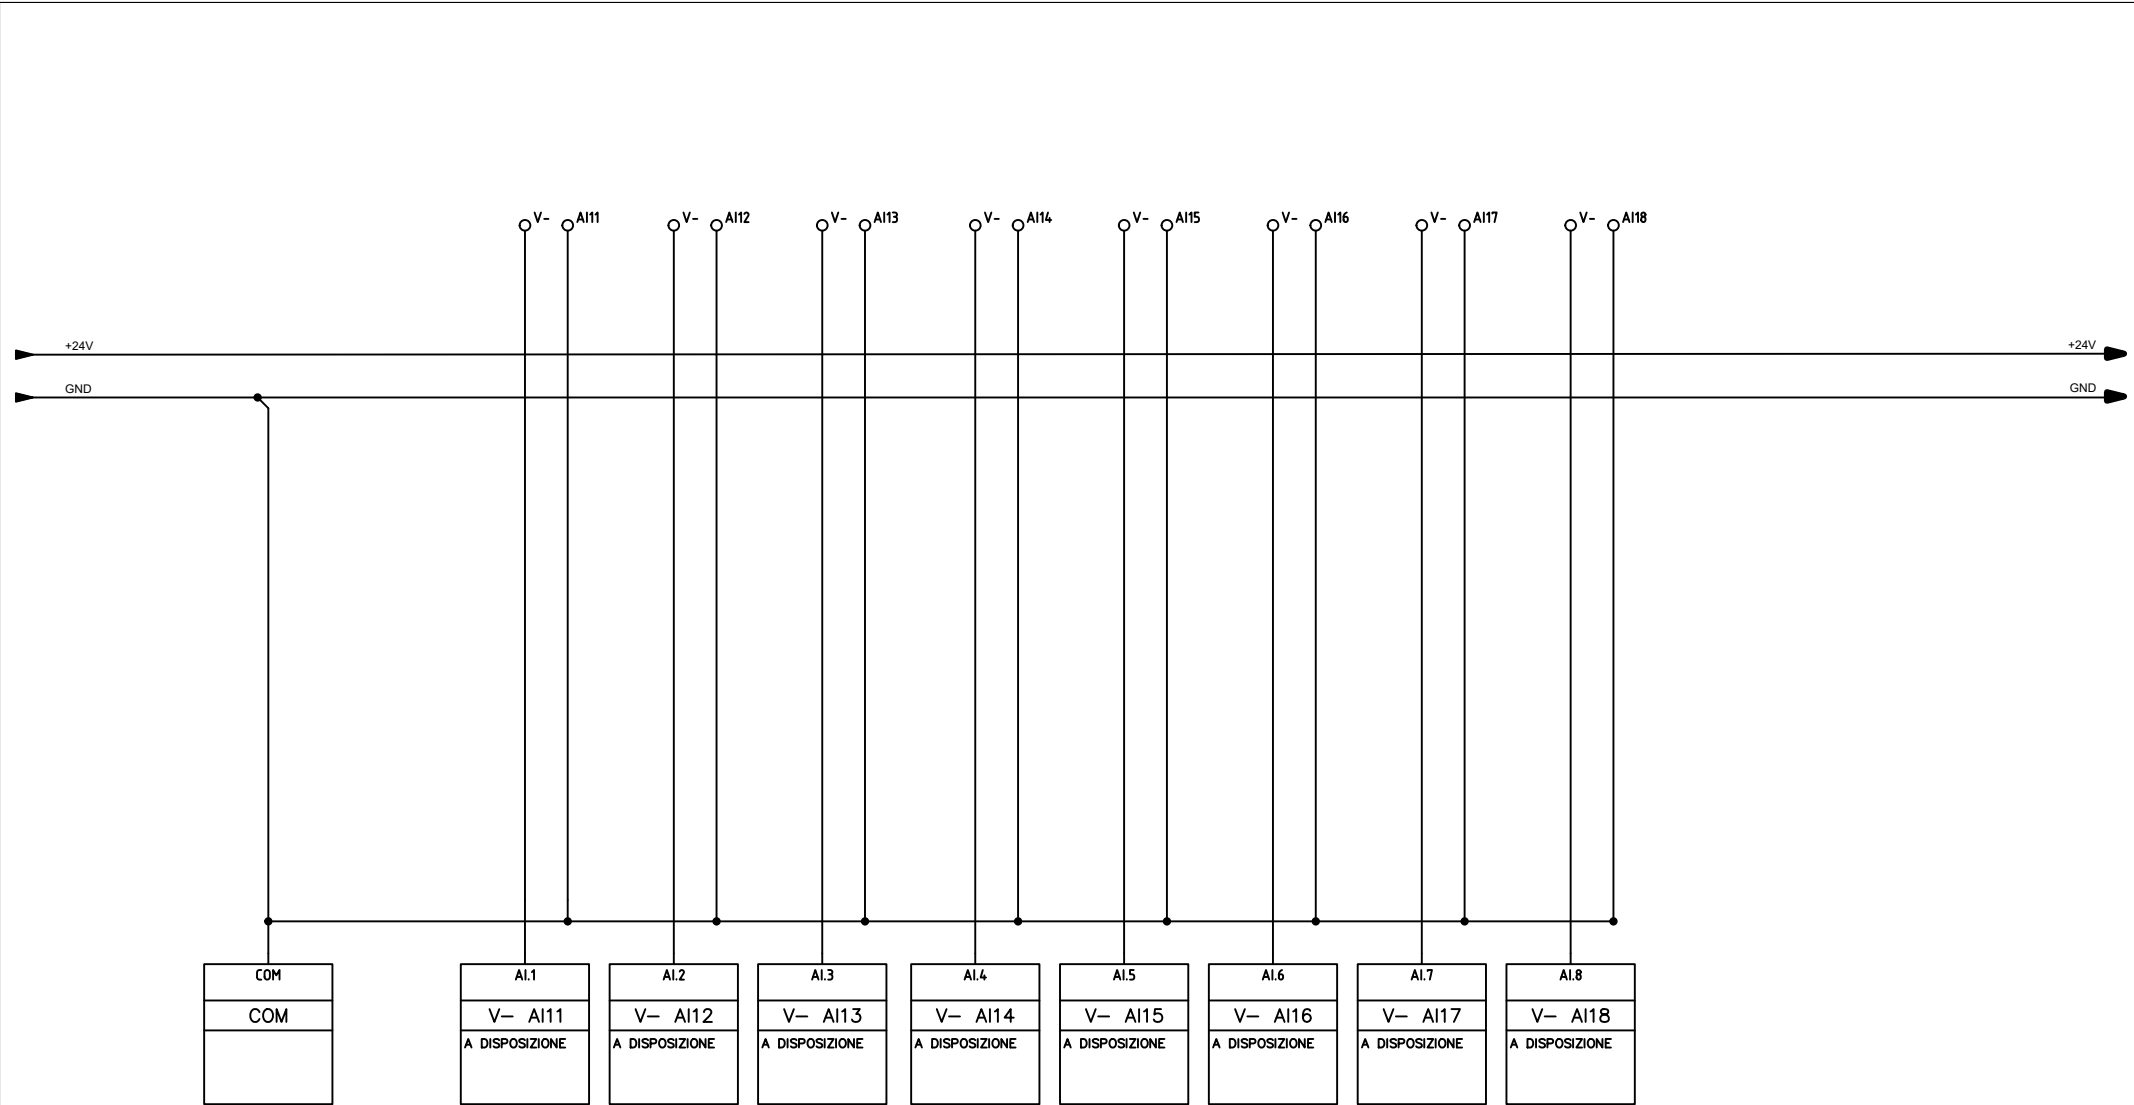 V- AI11 V- AI12 V- AI13 V- AI14 V- AI15 V- AI16 V- AI17 V- AI18
+24V +24V
GND GND
COM AI.1 AI.2 AI.3 AI.4 AI.5 AI.6 AI.7 AI.8
COM V- AI11 V- AI12 V- AI13 V- AI14 V- AI15 V- AI16 V- AI17 V- AI18
A DISPOSIZIONE A DISPOSIZIONE A DISPOSIZIONE A DISPOSIZIONE A DISPOSIZIONE A DISPOSIZIONE A DISPOSIZIONE A DISPOSIZIONE